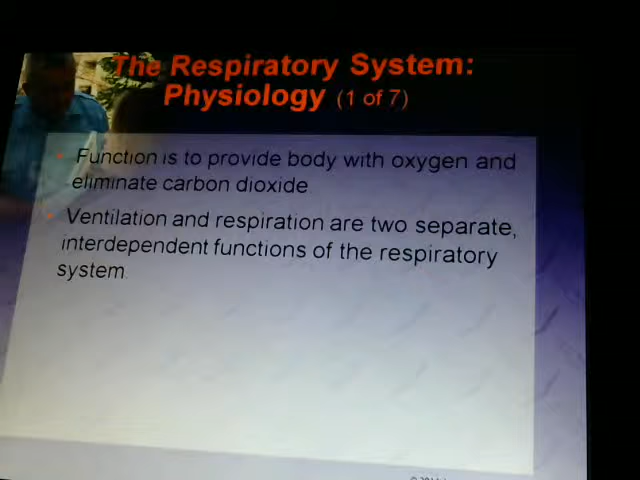 The Respiratory System:
Physiology (1 of 7)
• Function is to provide body with oxygen and
eliminate carbon dioxide
• Ventilation and respiration are two separate,
interdependent functions of the respiratory
system